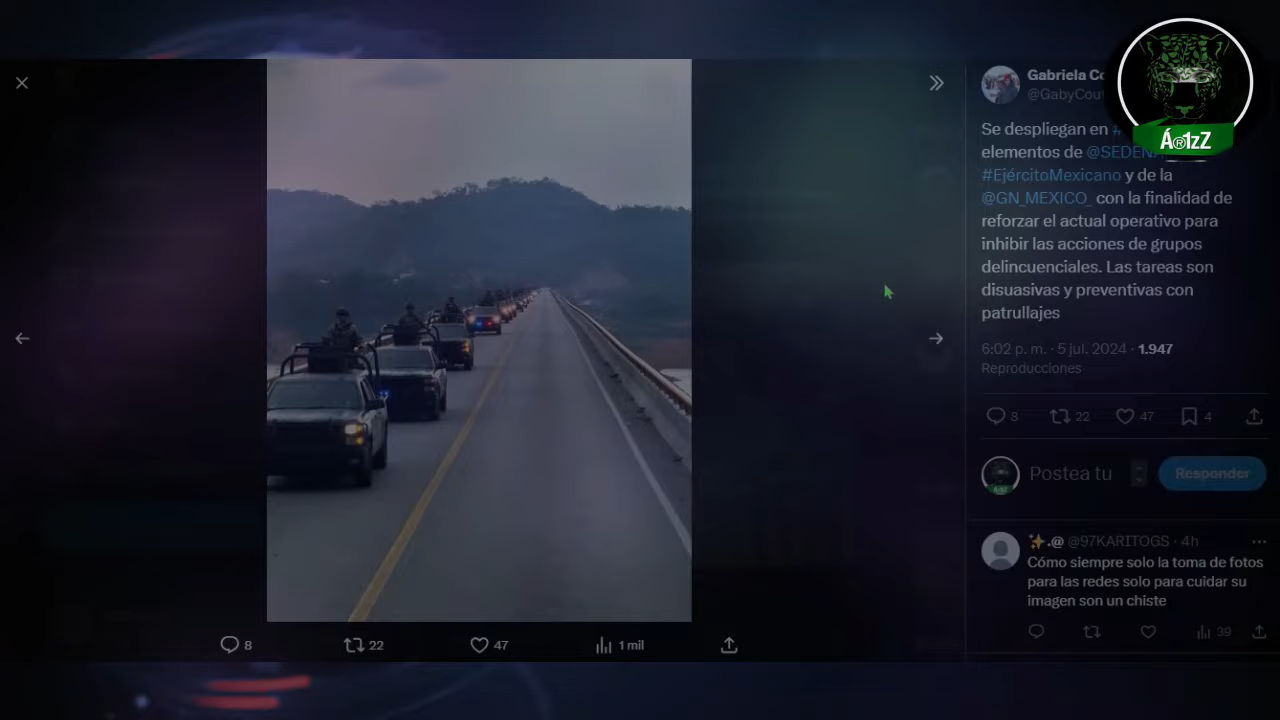 Gabriela
@GabyCout
Se despliegan en #
elementos de @SEDEN
#EjércitoMexicano y de la
@GN_MEXICO_ con la finalidad de
reforzar el actual operativo para
inhibir las acciones de grupos
delincuenciales. Las tareas son
disuasivas y preventivas con
patrullajes
6:02 p. m. · 5 jul. 2024 · 1.947
Reproducciones
8 22 47 4
Postea tu Responder
✨.@ @97KARITOGS · 4h
Cómo siempre solo la toma de fotos
para las redes solo para cuidar su
imagen son un chiste
39
8 22 47 1 mil
Á®1zZ